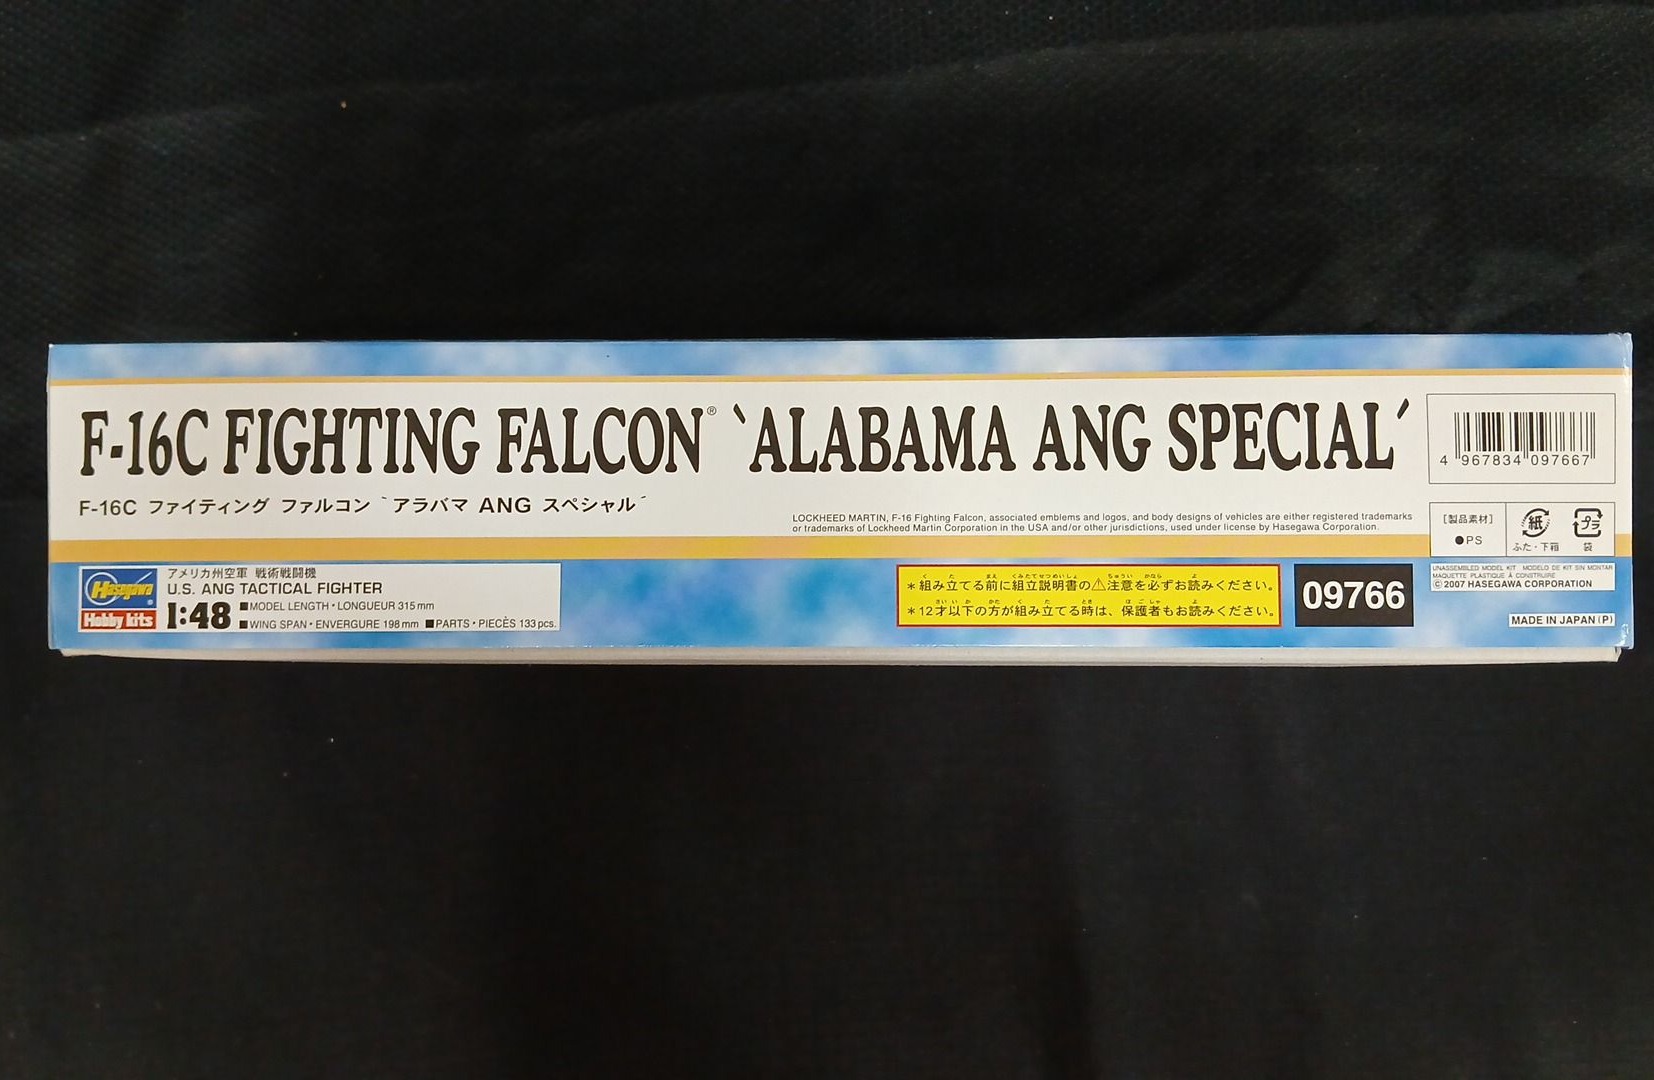 F-16C FIGHTING FALCON® `ALABAMA ANG SPECIAL´
F-16C ファイティング ファルコン `アラバマ ANG スペシャル´
LOCKHEED MARTIN, F-16 Fighting Falcon, associated emblems and logos, and body designs of vehicles are either registered trademarks
or trademarks of Lockheed Martin Corporation in the USA and/or other jurisdictions, used under license by Hasegawa Corporation.
4 967834 097667
[製品素材]
●PS
紙
ふた・下箱
プラ
袋
Hasegawa®
Hobby kits
アメリカ州空軍 戦術戦闘機
U.S. ANG TACTICAL FIGHTER
1:48
■MODEL LENGTH・LONGUEUR 315mm
■WING SPAN・ENVERGURE 198mm ■PARTS・PIECÈS 133pcs.
＊組み立てる前に組立説明書の⚠注意を必ずお読みください。
＊12才以下の方が組み立てる時は、保護者もお読みください。
09766
UNASSEMBLED MODEL KIT MODELO DE KIT SIN MONTAR
MAQUETTE PLASTIQUE À CONSTRUIRE
©2007 HASEGAWA CORPORATION
MADE IN JAPAN (P)